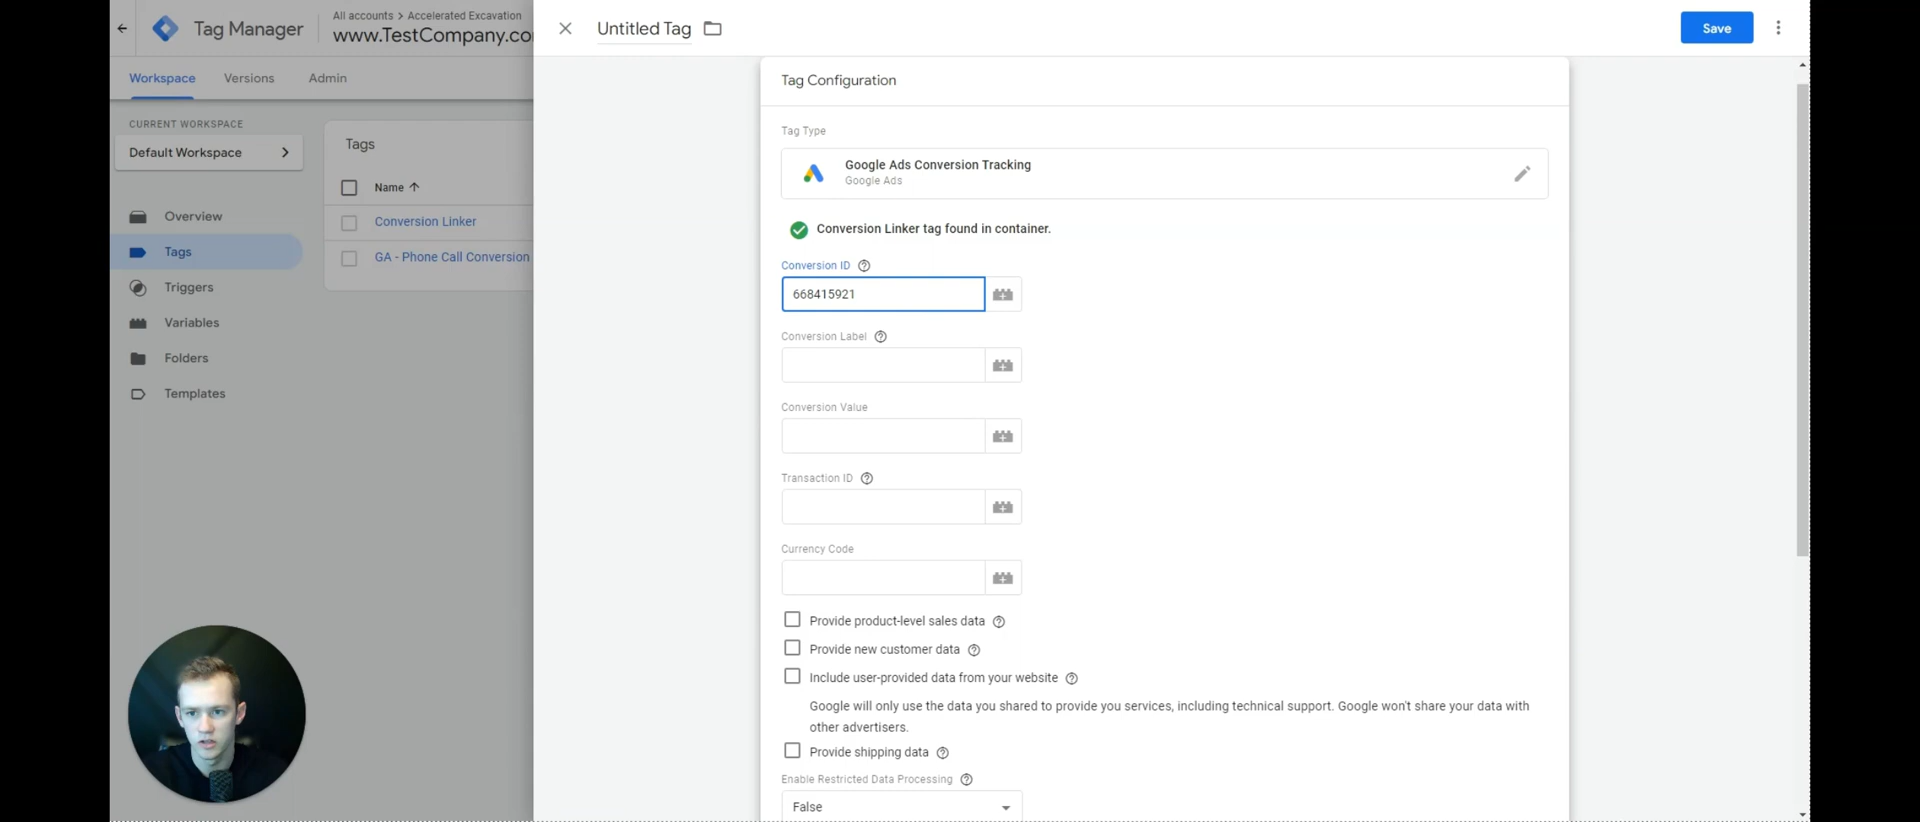 Tag Manager
All accounts > Accelerated Excavation
www.TestCompany.co
Untitled Tag
Save
Workspace
Versions
Admin
CURRENT WORKSPACE
Default Workspace
Overview
Tags
Triggers
Variables
Folders
Templates
Tags
Name
Conversion Linker
GA - Phone Call Conversion
Tag Configuration
Tag Type
Google Ads Conversion Tracking
Google Ads
Conversion Linker tag found in container.
Conversion ID
668415921
Conversion Label
Conversion Value
Transaction ID
Currency Code
Provide product-level sales data
Provide new customer data
Include user-provided data from your website
Google will only use the data you shared to provide you services, including technical support. Google won't share your data with
other advertisers.
Provide shipping data
Enable Restricted Data Processing
False